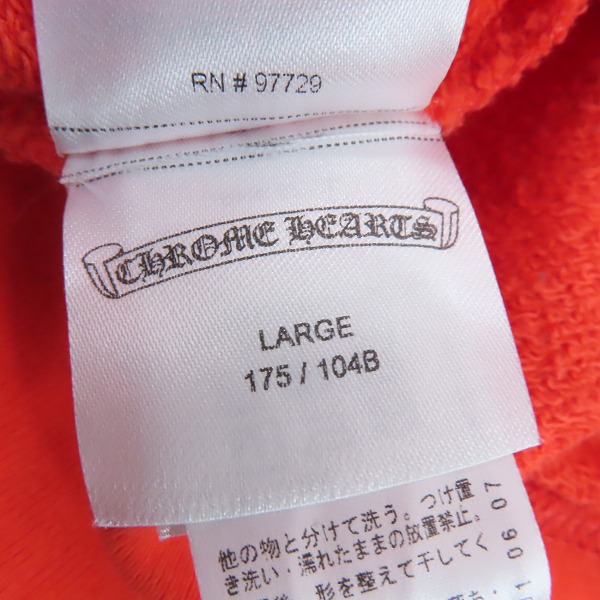 RN # 97729
CHROME HEARTS
LARGE
175 / 104B
他の物と分けて洗う。つけ置
き洗い・濡れたままの放置禁止。
形を整えて干してく
06 07